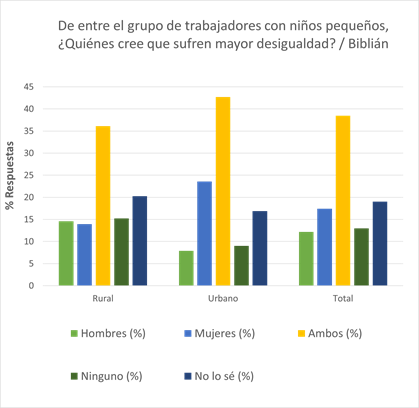 De entre el grupo de trabajadores con niños pequeños,
¿Quiénes cree que sufren mayor desigualdad? / Biblián
% Respuestas
45
40
35
30
25
20
15
10
5
0
Rural Urbano Total
Hombres (%) Mujeres (%) Ambos (%)
Ninguno (%) No lo sé (%)